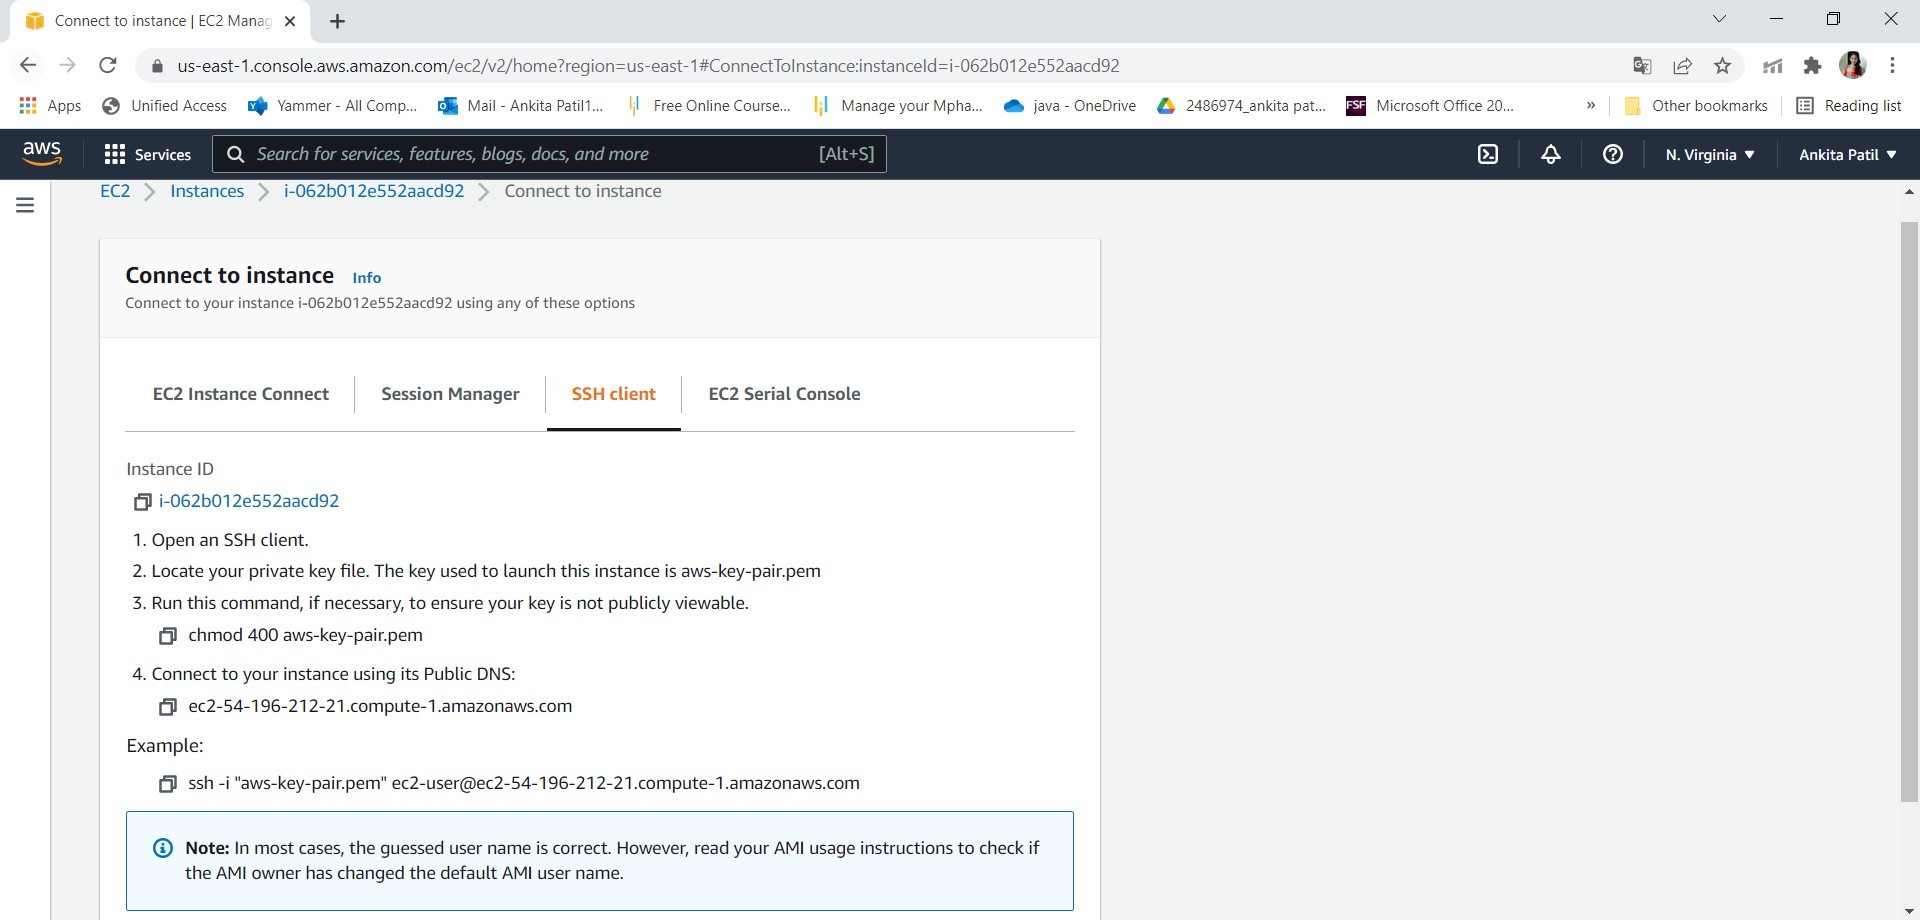 Connect to instance | EC2 Manag
us-east-1.console.aws.amazon.com/ec2/v2/home?region=us-east-1#ConnectToInstance:instanceId=i-062b012e552aacd92
Apps Unified Access Yammer - All Comp... Mail - Ankita Patil1... Free Online Course... Manage your Mpha... java - OneDrive 2486974_ankita pat... FSF Microsoft Office 20... » Other bookmarks Reading list
aws Services Search for services, features, blogs, docs, and more [Alt+S] N. Virginia Ankita Patil
EC2 Instances i-062b012e552aacd92 Connect to instance
Connect to instance Info
Connect to your instance i-062b012e552aacd92 using any of these options
EC2 Instance Connect Session Manager SSH client EC2 Serial Console
Instance ID
i-062b012e552aacd92
1. Open an SSH client.
2. Locate your private key file. The key used to launch this instance is aws-key-pair.pem
3. Run this command, if necessary, to ensure your key is not publicly viewable.
chmod 400 aws-key-pair.pem
4. Connect to your instance using its Public DNS:
ec2-54-196-212-21.compute-1.amazonaws.com
Example:
ssh -i "aws-key-pair.pem" ec2-user@ec2-54-196-212-21.compute-1.amazonaws.com
Note: In most cases, the guessed user name is correct. However, read your AMI usage instructions to check if
the AMI owner has changed the default AMI user name.